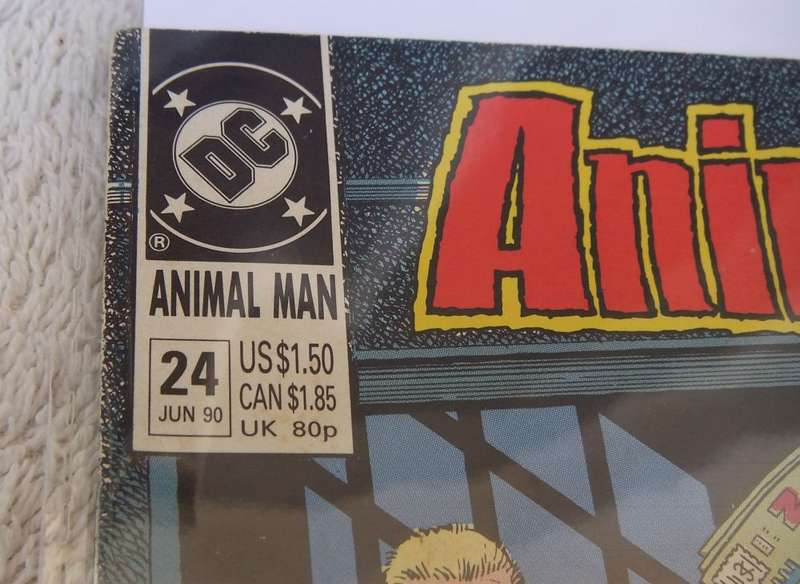 DC
®
ANIMAL MAN
24
JUN 90
US $1.50
CAN $1.85
UK 80p
Ani